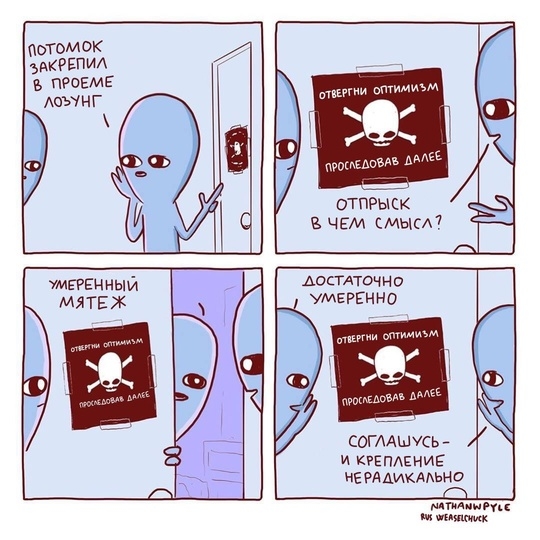 ПОТОМОК
ЗАКРЕПИЛ
В ПРОЕМЕ
ЛОЗУНГ
ОТВЕРГНИ ОПТИМИЗМ
ПРОСЛЕДОВАВ ДАЛЕЕ
ОТПРЫСК
В ЧЕМ СМЫСЛ?
УМЕРЕННЫЙ
МЯТЕЖ
ОТВЕРГНИ ОПТИМИЗМ
ПРОСЛЕДОВАВ ДАЛЕЕ
ДОСТАТОЧНО
УМЕРЕННО
ОТВЕРГНИ ОПТИМИЗМ
ПРОСЛЕДОВАВ ДАЛЕЕ
СОГЛАШУСЬ-
И КРЕПЛЕНИЕ
НЕРАДИКАЛЬНО
NATHANWPYLE
RUS WEASELCHUCK